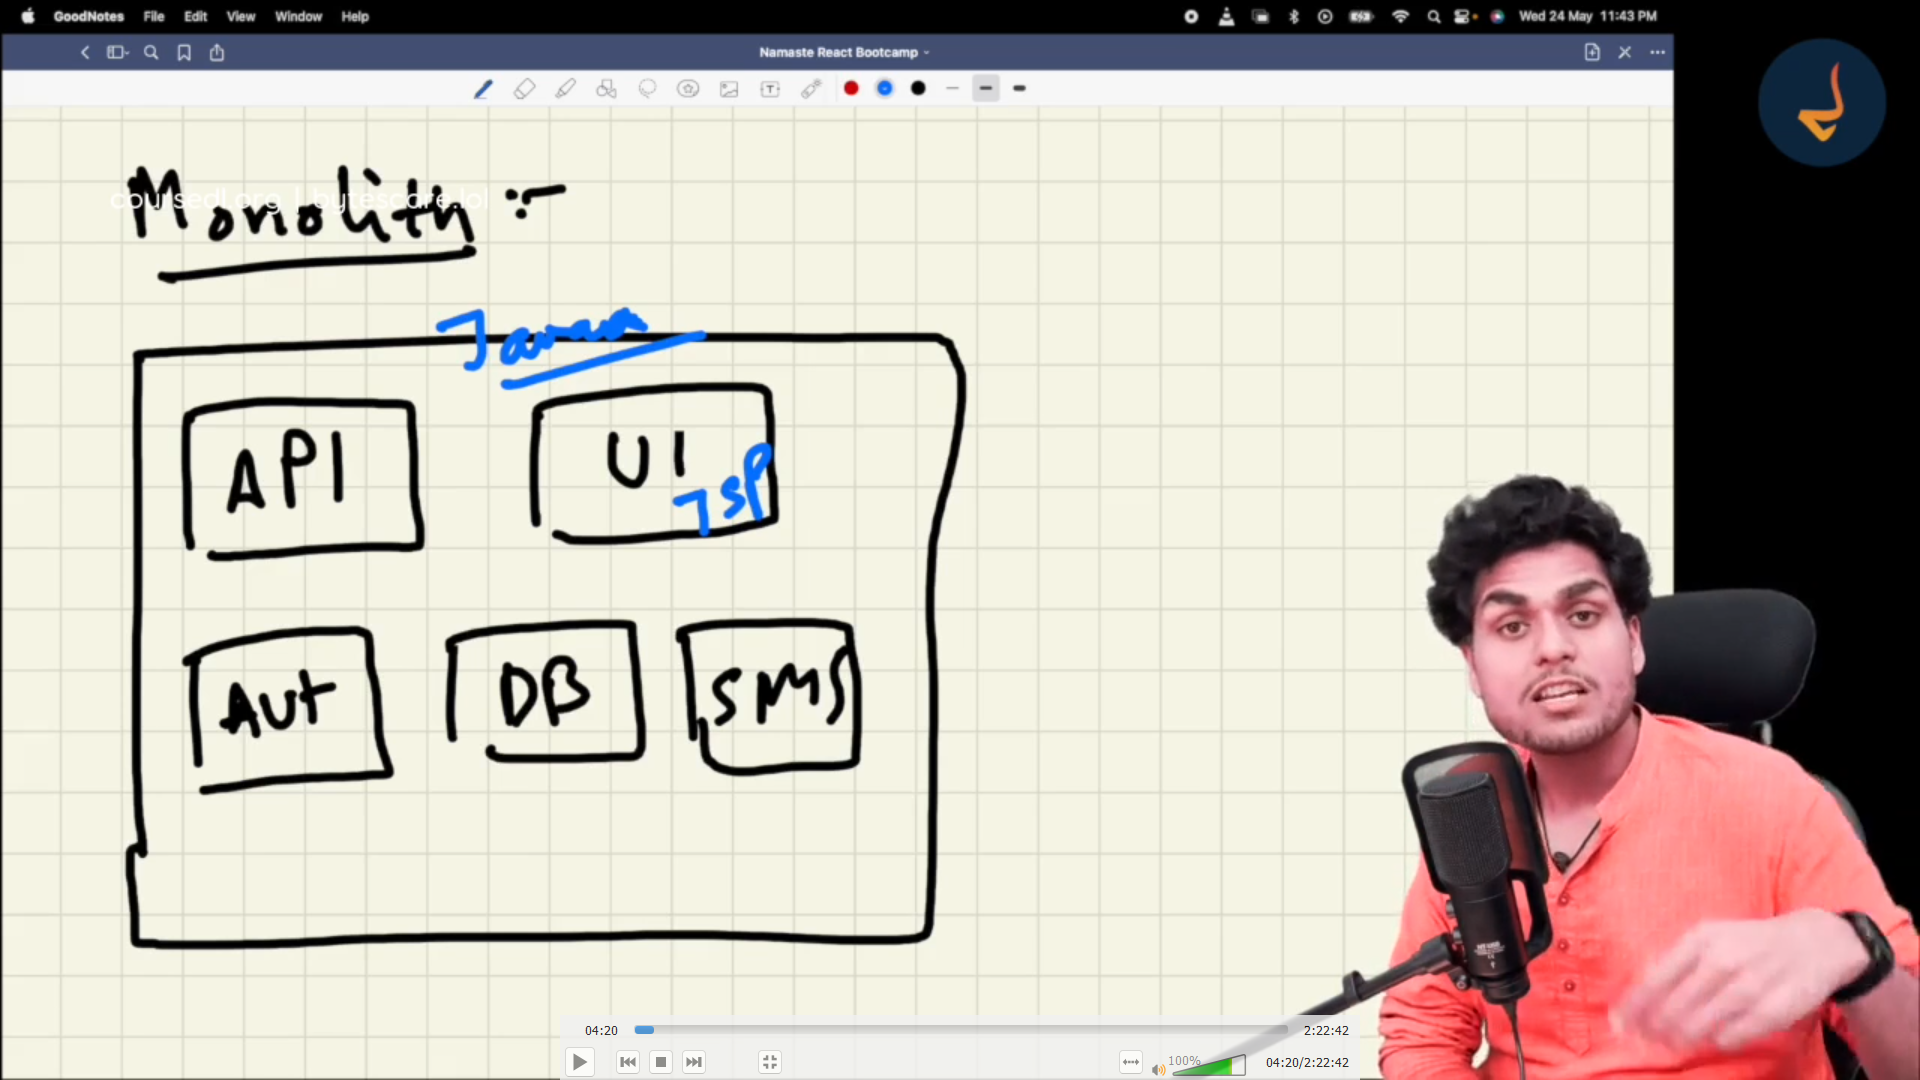 GoodNotes File Edit View Window Help
Wed 24 May 11:43 PM
Namaste React Bootcamp
T
Monolith :-
coursedl.org | bytescare.lol
Java
API
UI
JSP
Aut
DB
SMS
04:20
2:22:42
100%
04:20/2:22:42